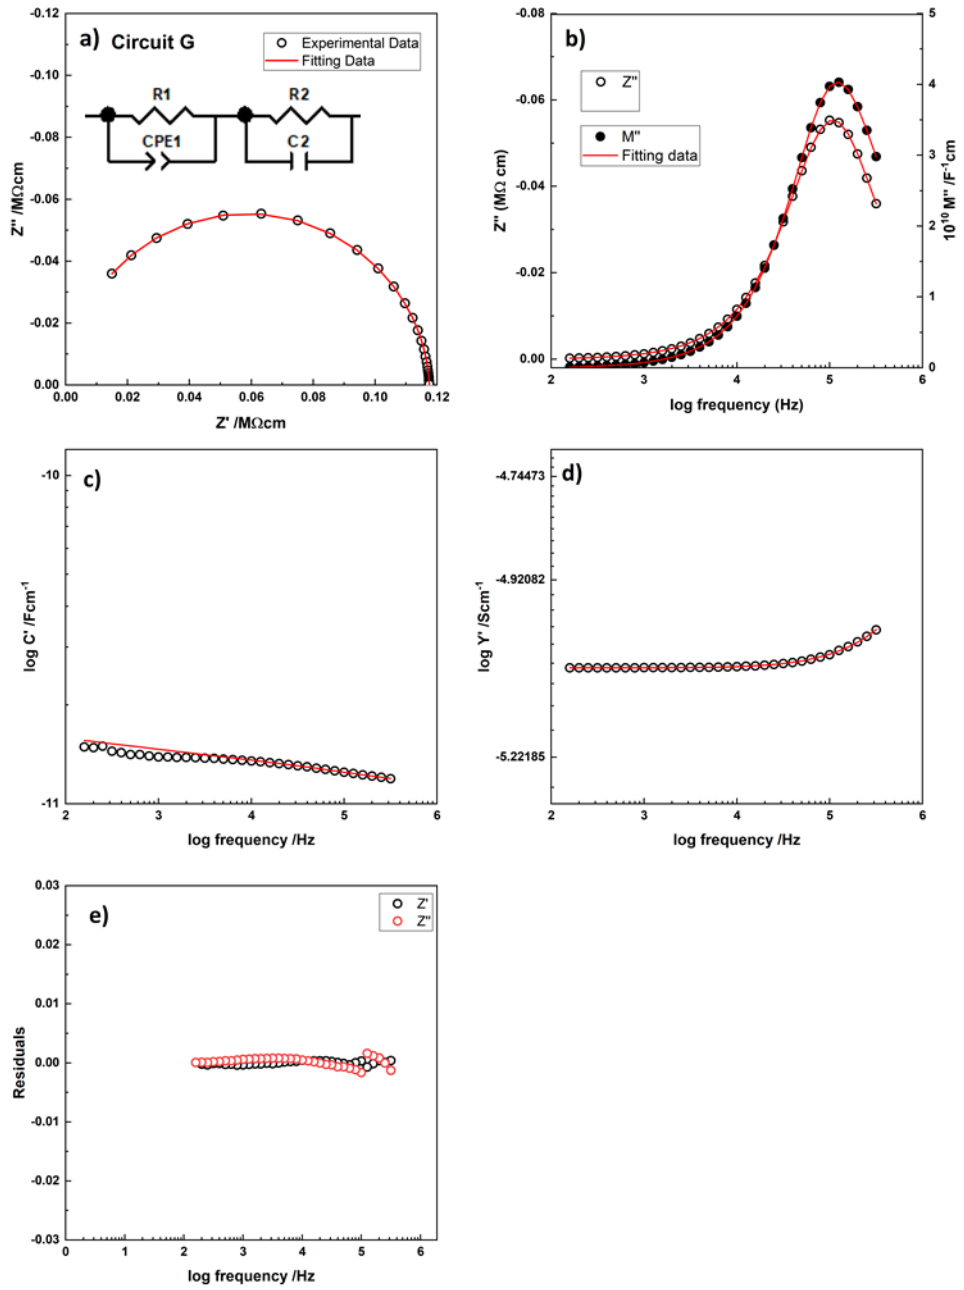 a) Circuit G
Experimental Data
Fitting Data
R1
R2
CPE1
C2
-0.12
-0.10
-0.08
-0.06
-0.04
-0.02
0.00
0.00 0.02 0.04 0.06 0.08 0.10 0.12
Z'' /MΩcm
Z' /MΩcm
b)
Z''
M''
Fitting data
-0.08
-0.06
-0.04
-0.02
0.00
5
4
3
2
1
0
2 3 4 5 6
Z'' (MΩ cm)
10¹⁰ M'' /F⁻¹cm
log frequency (Hz)
c)
-10
-11
2 3 4 5 6
log C' /Fcm⁻¹
log frequency /Hz
d)
-4.74473
-4.92082
-5.22185
2 3 4 5 6
log Y' /Scm⁻¹
log frequency /Hz
e)
Z'
Z''
0.03
0.02
0.01
0.00
-0.01
-0.02
-0.03
0 1 2 3 4 5 6
Residuals
log frequency /Hz